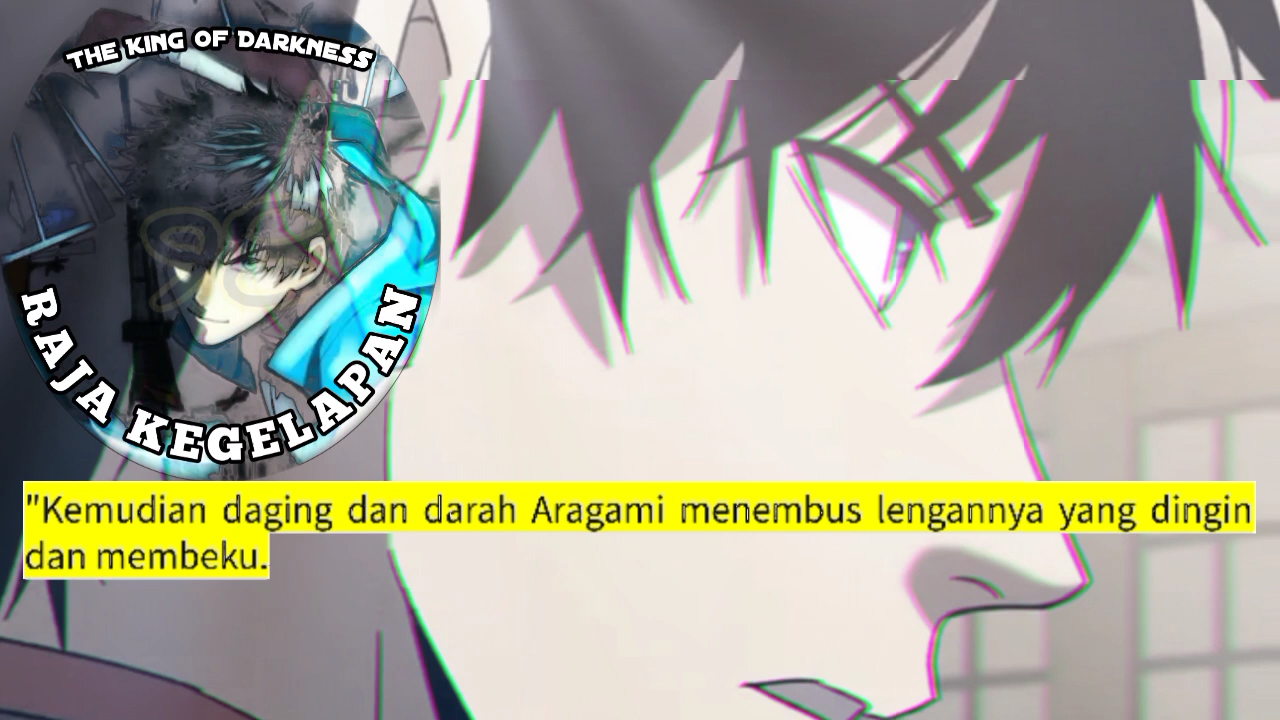 THE KING OF DARKNESS
RAJA KEGELAPAN
"Kemudian daging dan darah Aragami menembus lengannya yang dingin
dan membeku.